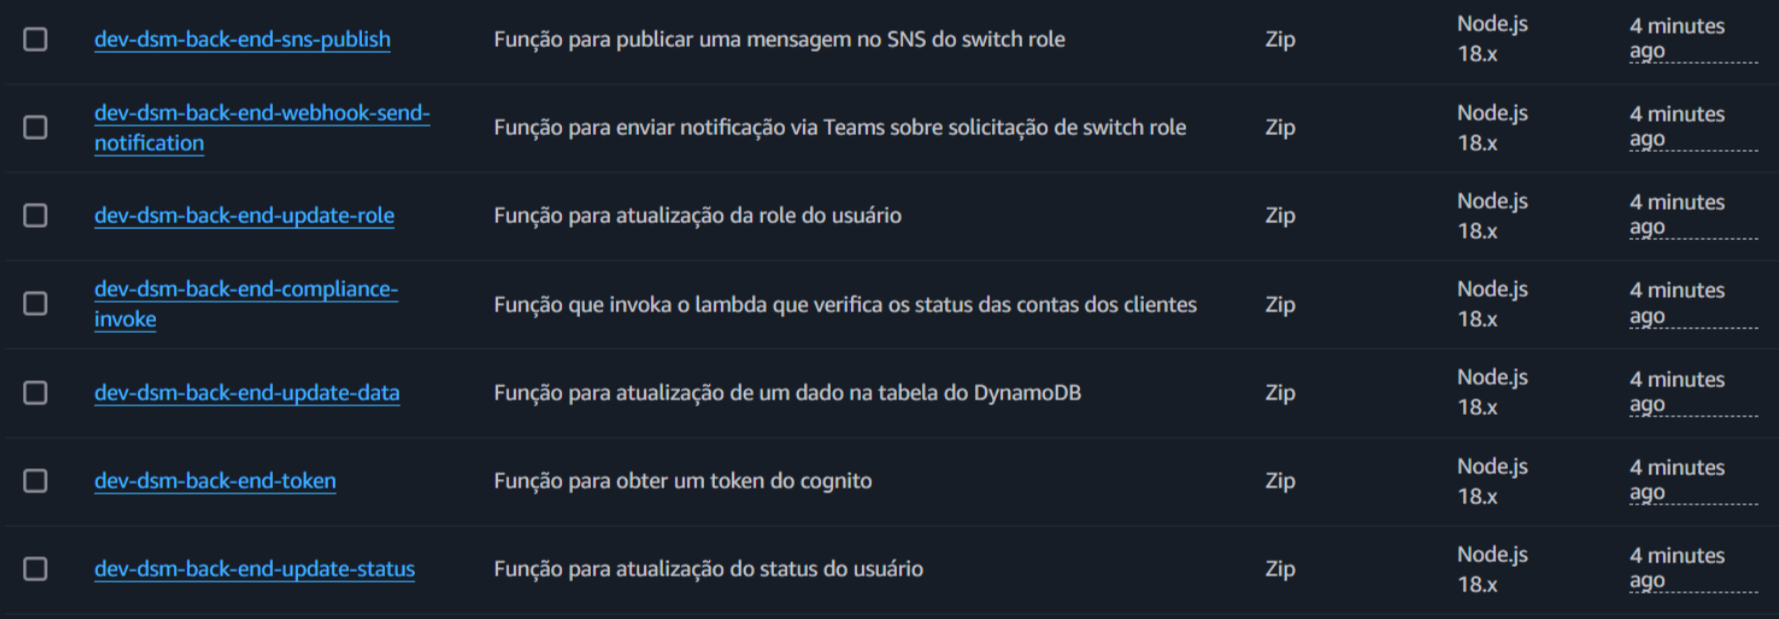 dev-dsm-back-end-sns-publish Função para publicar uma mensagem no SNS do switch role Zip Node.js 18.x 4 minutes ago
dev-dsm-back-end-webhook-send-notification Função para enviar notificação via Teams sobre solicitação de switch role Zip Node.js 18.x 4 minutes ago
dev-dsm-back-end-update-role Função para atualização da role do usuário Zip Node.js 18.x 4 minutes ago
dev-dsm-back-end-compliance-invoke Função que invoka o lambda que verifica os status das contas dos clientes Zip Node.js 18.x 4 minutes ago
dev-dsm-back-end-update-data Função para atualização de um dado na tabela do DynamoDB Zip Node.js 18.x 4 minutes ago
dev-dsm-back-end-token Função para obter um token do cognito Zip Node.js 18.x 4 minutes ago
dev-dsm-back-end-update-status Função para atualização do status do usuário Zip Node.js 18.x 4 minutes ago